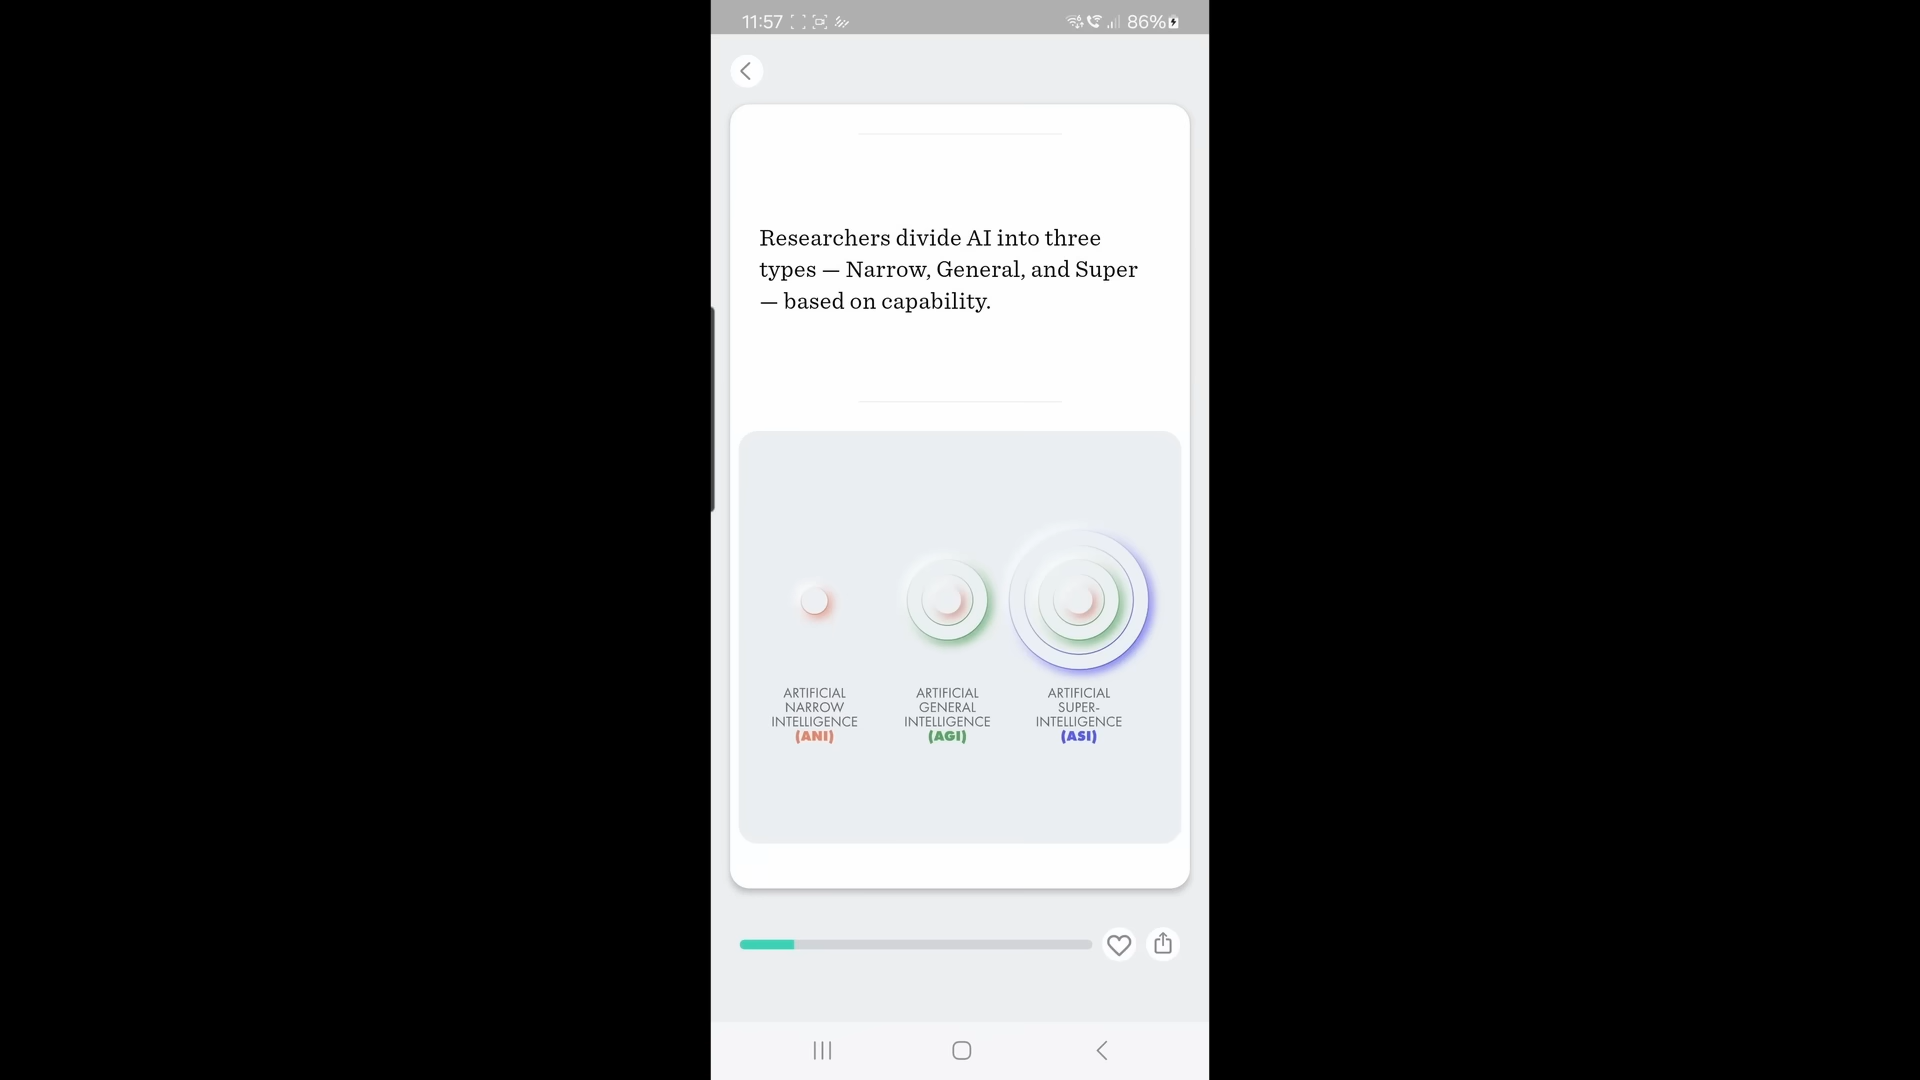 11:57
86%
Researchers divide AI into three
types — Narrow, General, and Super
— based on capability.
ARTIFICIAL
NARROW
INTELLIGENCE
(ANI)
ARTIFICIAL
GENERAL
INTELLIGENCE
(AGI)
ARTIFICIAL
SUPER-
INTELLIGENCE
(ASI)